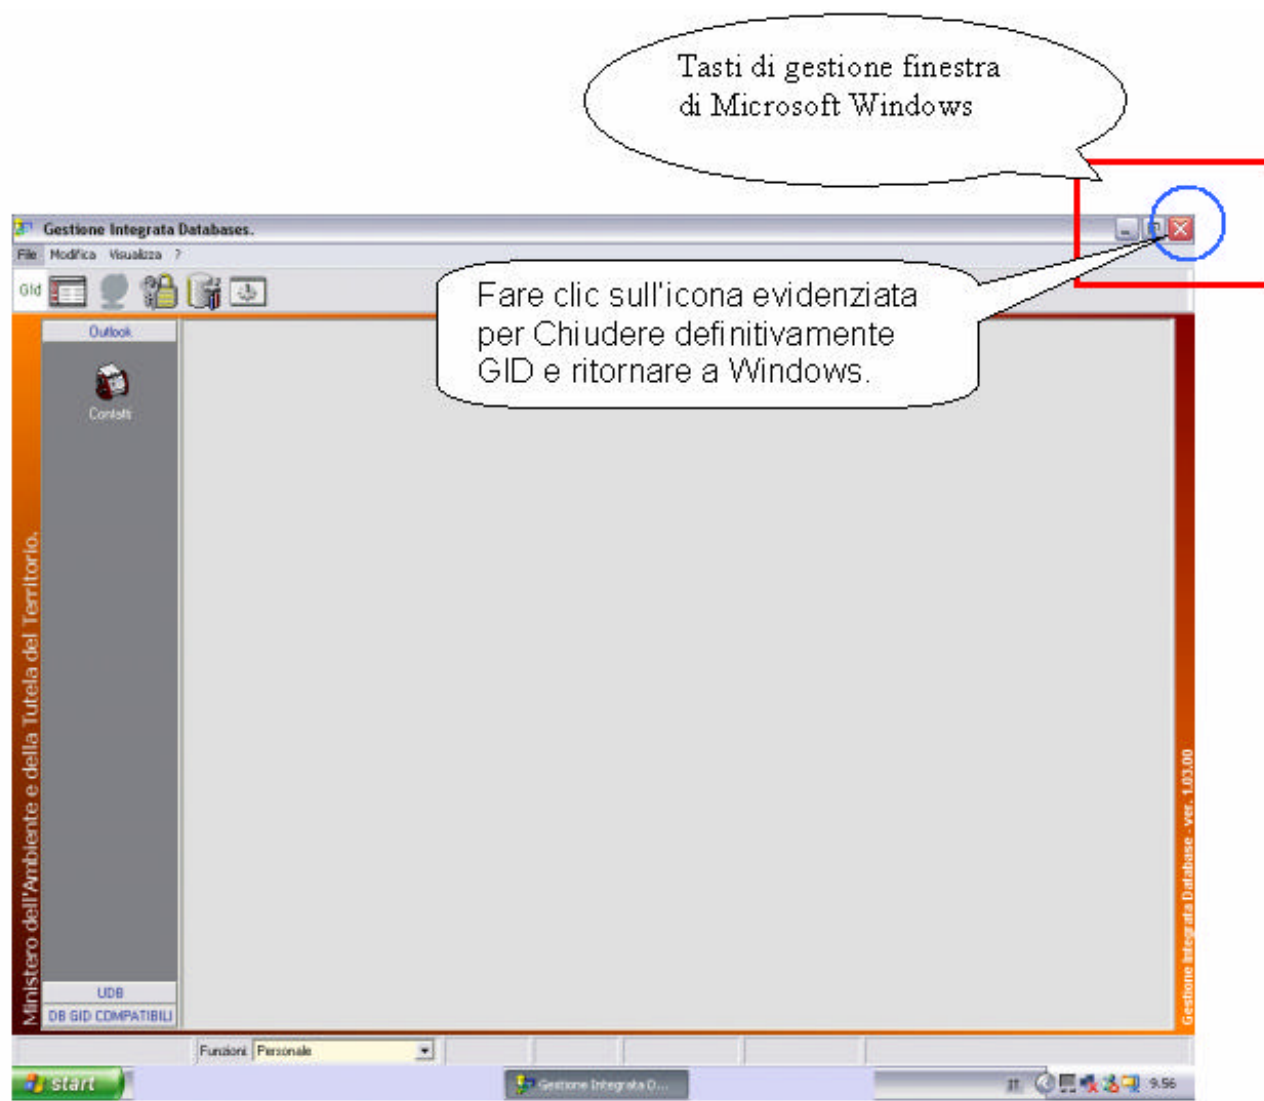 Tasti di gestione finestra
di Microsoft Windows
Gestione Integrata Databases.
File Modifica Visualizza ?
GId
Fare clic sull'icona evidenziata
per Chiudere definitivamente
GID e ritornare a Windows.
Outlook
Contatti
Ministero dell'Ambiente e della Tutela del Territorio.
Gestione Integrata Database - ver. 1.03.00
UDB
DB GID COMPATIBILI
Funzioni: Personale
start
Gestione Integrata D...
IT
9.56